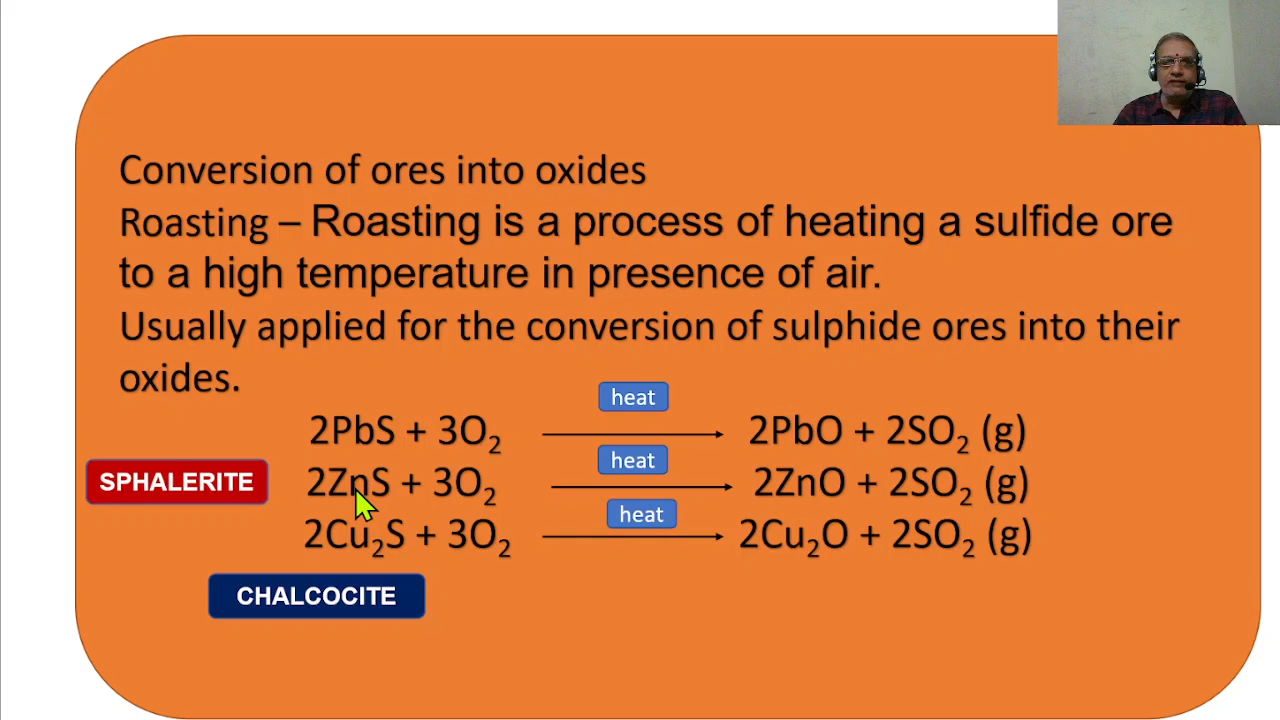 Conversion of ores into oxides
Roasting – Roasting is a process of heating a sulfide ore
to a high temperature in presence of air.
Usually applied for the conversion of sulphide ores into their
oxides.
heat
2PbS + 3O₂ 2PbO + 2SO₂ (g)
heat
SPHALERITE 2ZnS + 3O₂ 2ZnO + 2SO₂ (g)
heat
2Cu₂S + 3O₂ 2Cu₂O + 2SO₂ (g)
CHALCOCITE